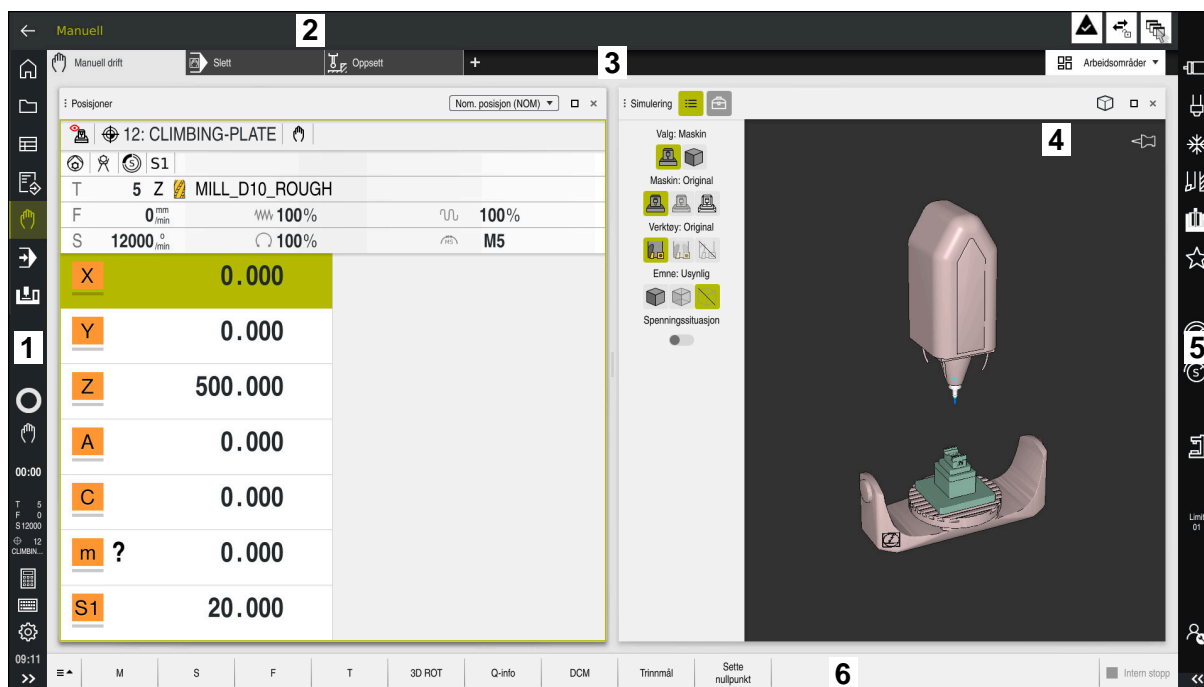 Manuell
2
Manuell drift
Slett
Oppsett
+
3
Arbeidsområder
Posisjoner
Nom. posisjon (NOM)
12: CLIMBING-PLATE
S1
T 5 Z MILL_D10_ROUGH
F 0 mm/min 100% 100%
S 12000 °/min 100% M5
X 0.000
Y 0.000
Z 500.000
A 0.000
C 0.000
m ? 0.000
S1 20.000
Simulering
Valg: Maskin
Maskin: Original
Verktøy: Original
Emne: Usynlig
Spenningssituasjon
4
1
00:00
T 5
F 0
S 12000
12
CLIMBIN...
09:11
5
S
Limit
01
M
S
F
T
3D ROT
Q-info
DCM
Trinnmål
Sette
nullpunkt
6
Intern stopp